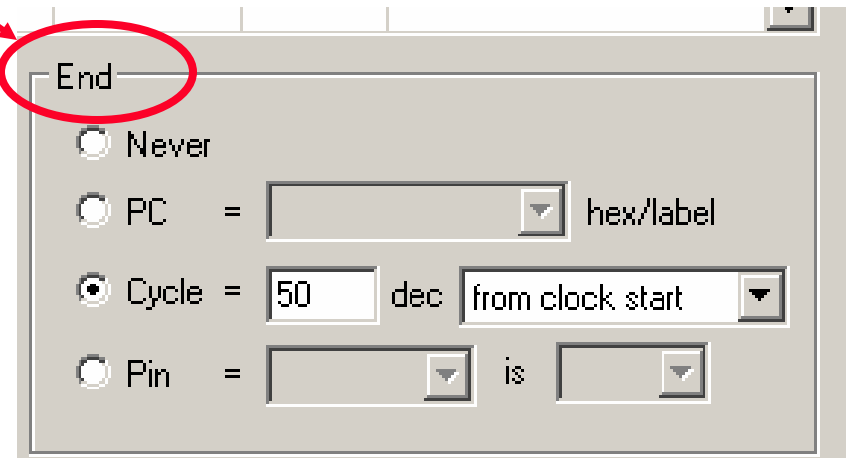 End
Never
PC = hex/label
Cycle = 50 dec from clock start
Pin = is